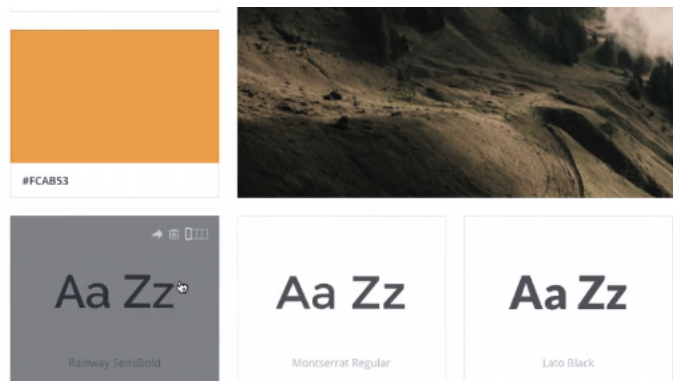 #FCAB53
Aa Zz
Raleway SemiBold
Aa Zz
Montserrat Regular
Aa Zz
Lato Black